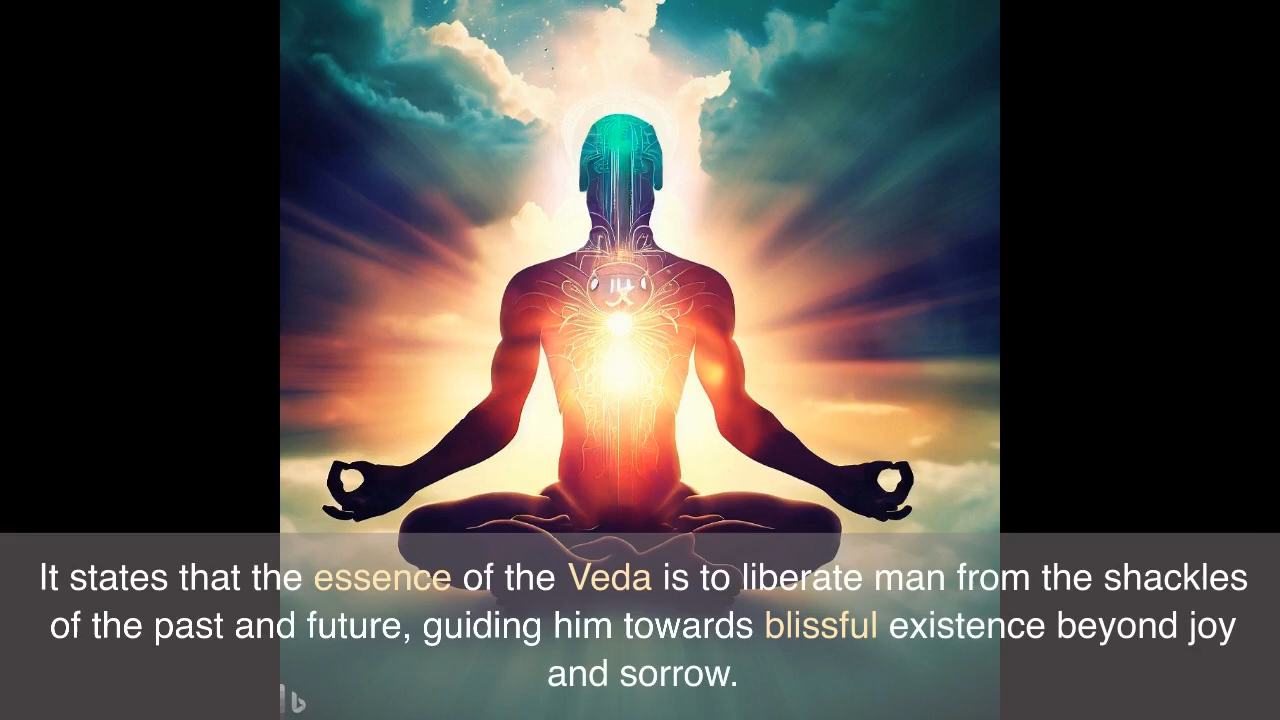 It states that the essence of the Veda is to liberate man from the shackles
of the past and future, guiding him towards blissful existence beyond joy
and sorrow.